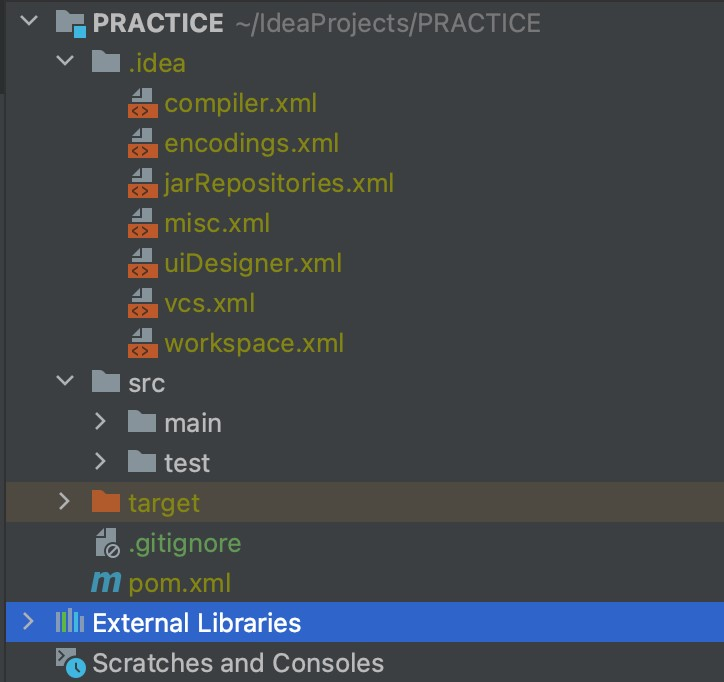 PRACTICE ~/IdeaProjects/PRACTICE
.idea
compiler.xml
encodings.xml
jarRepositories.xml
misc.xml
uiDesigner.xml
vcs.xml
workspace.xml
src
main
test
target
.gitignore
pom.xml
External Libraries
Scratches and Consoles